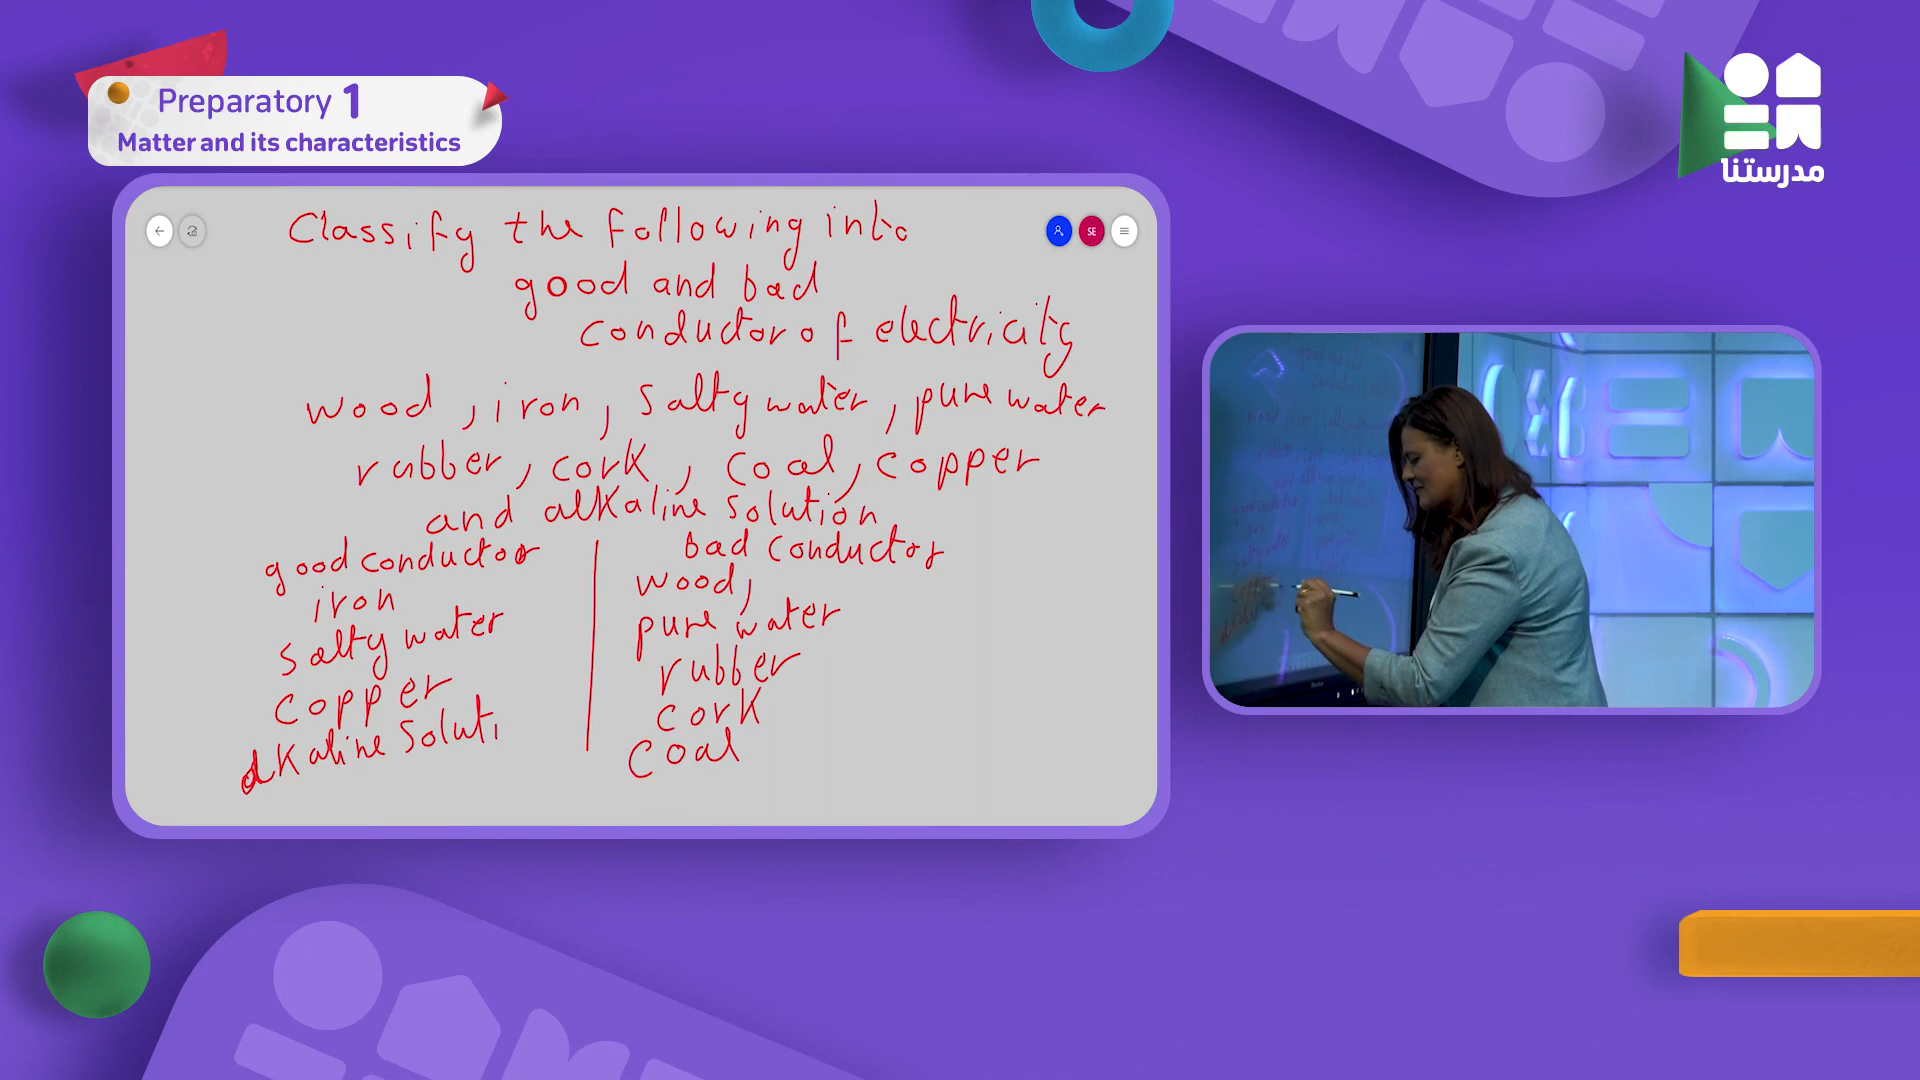 Preparatory 1
Matter and its characteristics
مدرستنا
SE
Classify the following into
good and bad
conductor of electricity
wood, iron, salty water, pure water
rubber, cork, coal, copper
and alkaline solution
good conductor
iron
salty water
copper
alkaline soluti
bad conductor
wood,
pure water
rubber
cork
coal